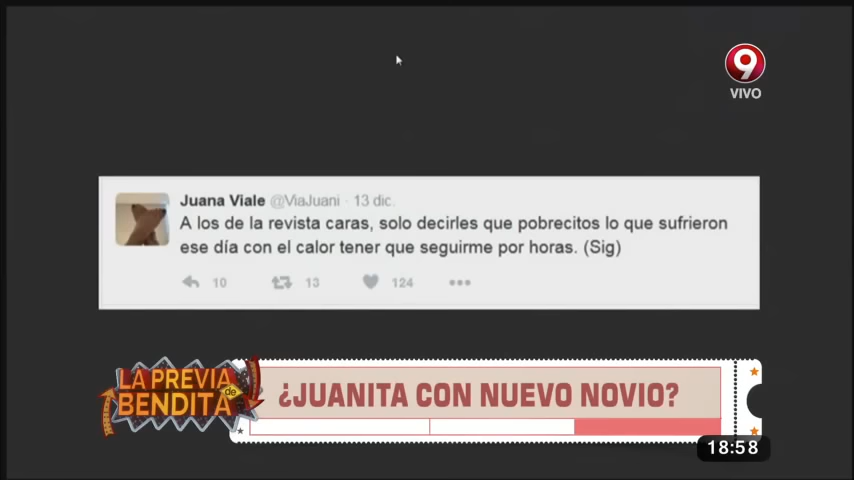 9
VIVO
Juana Viale @ViaJuani · 13 dic.
A los de la revista caras, solo decirles que pobrecitos lo que sufrieron
ese día con el calor tener que seguirme por horas. (Sig)
10 13 124
LA PREVIA
de
BENDITA
¿JUANITA CON NUEVO NOVIO?
18:58